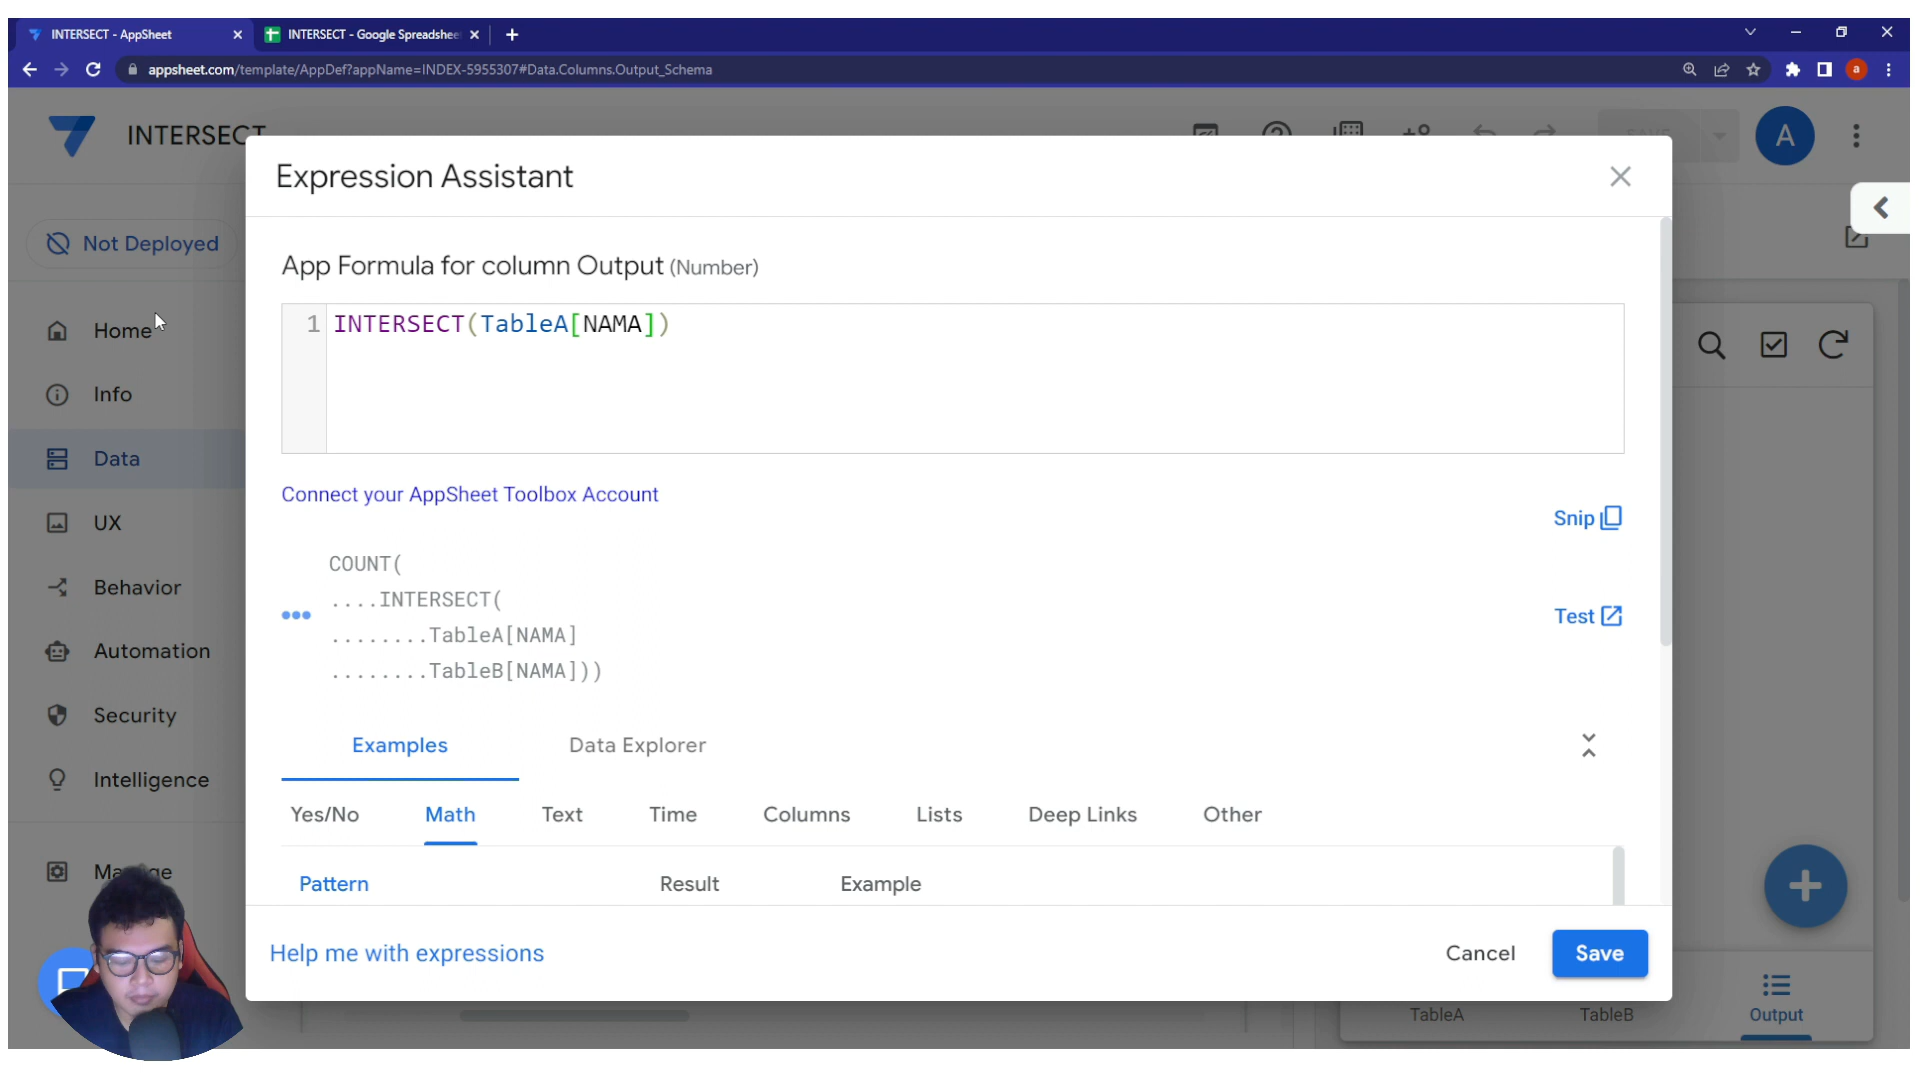 INTERSECT - AppSheet
INTERSECT - Google Spreadshee
appsheet.com/template/AppDef?appName=INDEX-5955307#Data.Columns.Output_Schema
a
INTERSECT
SAVE
A
Expression Assistant
Not Deployed
App Formula for column Output (Number)
1 INTERSECT(TableA[NAMA])
Home
Info
Data
UX
Behavior
Automation
Security
Intelligence
Connect your AppSheet Toolbox Account
Snip
COUNT(
....INTERSECT(
........TableA[NAMA]
........TableB[NAMA]))
Test
Examples
Data Explorer
Yes/No
Math
Text
Time
Columns
Lists
Deep Links
Other
Pattern
Result
Example
Help me with expressions
Cancel
Save
TableA
TableB
Output